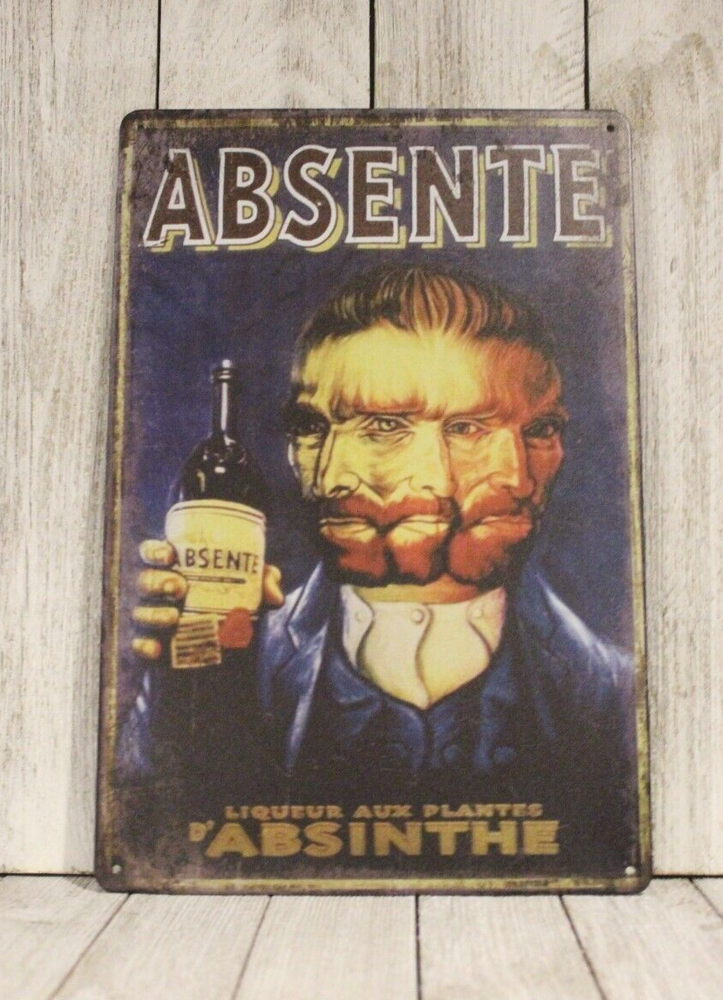 ABSENTE
ABSENTE
LIQUEUR AUX PLANTES
D'ABSINTHE